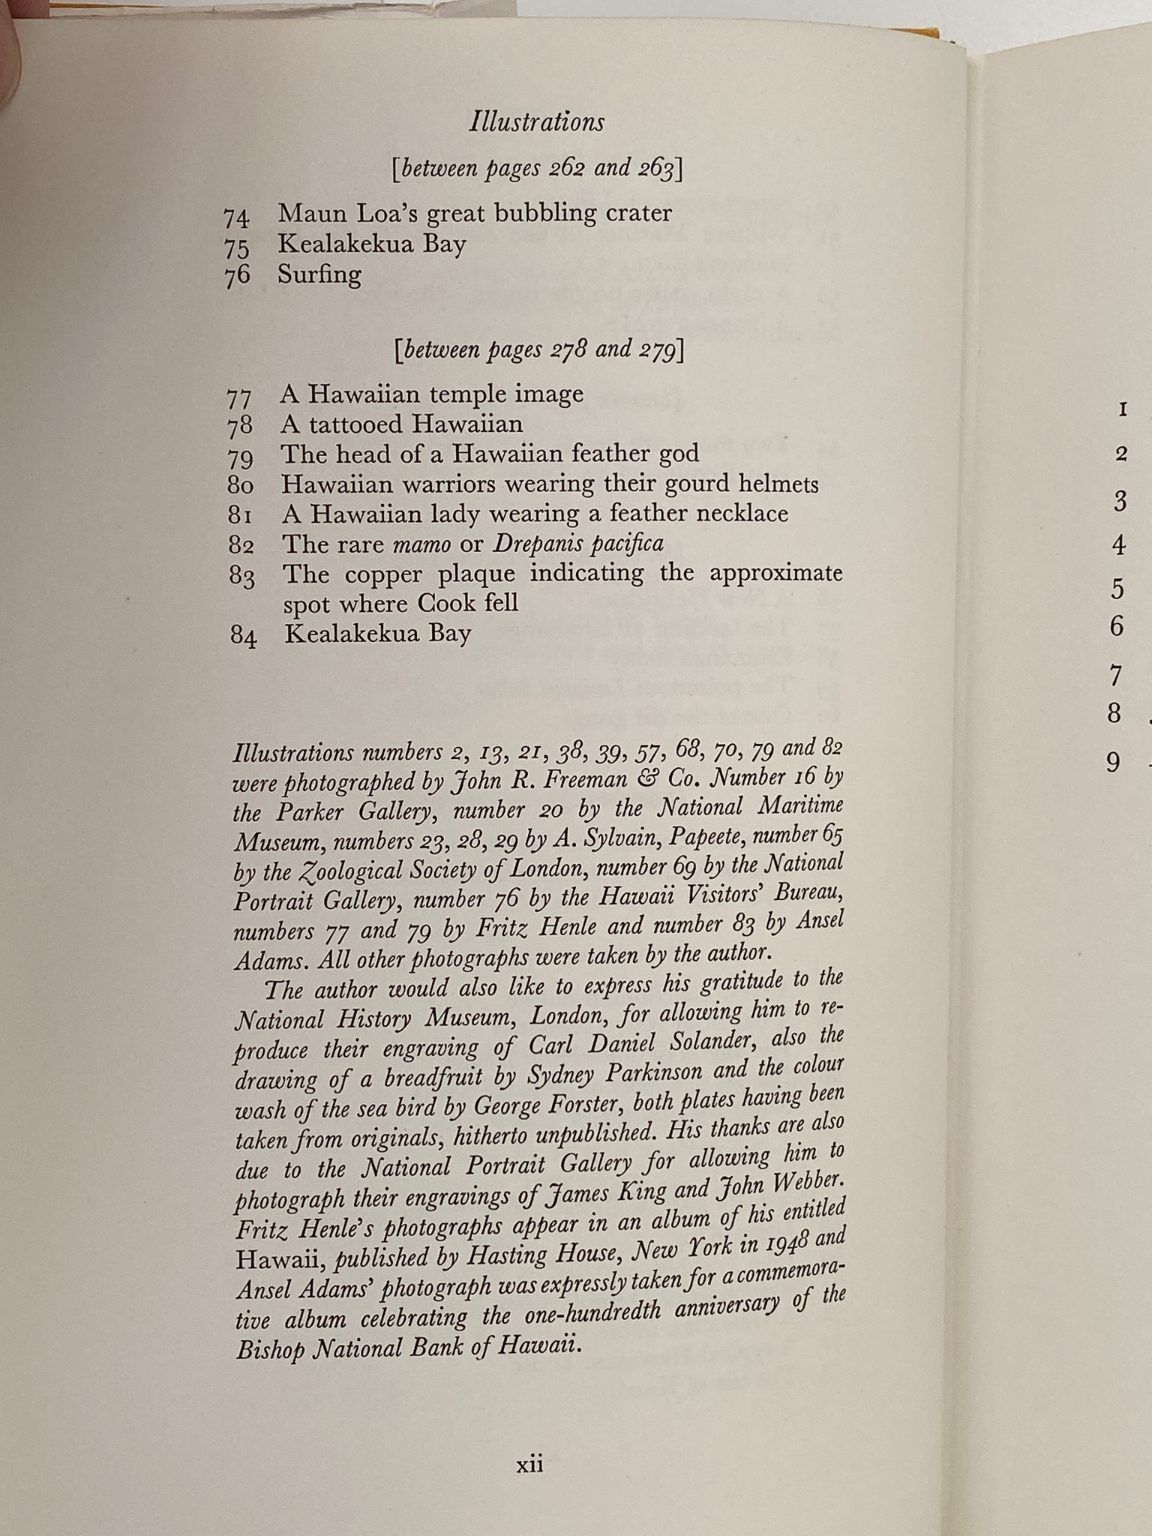 Illustrations
[between pages 262 and 263]
74 Maun Loa's great bubbling crater
75 Kealakekua Bay
76 Surfing
[between pages 278 and 279]
77 A Hawaiian temple image
78 A tattooed Hawaiian
79 The head of a Hawaiian feather god
80 Hawaiian warriors wearing their gourd helmets
81 A Hawaiian lady wearing a feather necklace
82 The rare mamo or Drepanis pacifica
83 The copper plaque indicating the approximate
spot where Cook fell
84 Kealakekua Bay
Illustrations numbers 2, 13, 21, 38, 39, 57, 68, 70, 79 and 82
were photographed by John R. Freeman & Co. Number 16 by
the Parker Gallery, number 20 by the National Maritime
Museum, numbers 23, 28, 29 by A. Sylvain, Papeete, number 65
by the Zoological Society of London, number 69 by the National
Portrait Gallery, number 76 by the Hawaii Visitors' Bureau,
numbers 77 and 79 by Fritz Henle and number 83 by Ansel
Adams. All other photographs were taken by the author.
The author would also like to express his gratitude to the
National History Museum, London, for allowing him to re-
produce their engraving of Carl Daniel Solander, also the
drawing of a breadfruit by Sydney Parkinson and the colour
wash of the sea bird by George Forster, both plates having been
taken from originals, hitherto unpublished. His thanks are also
due to the National Portrait Gallery for allowing him to
photograph their engravings of James King and John Webber.
Fritz Henle's photographs appear in an album of his entitled
Hawaii, published by Hasting House, New York in 1948 and
Ansel Adams' photograph was expressly taken for a commemora-
tive album celebrating the one-hundredth anniversary of the
Bishop National Bank of Hawaii.
xii
1
2
3
4
5
6
7
8
9